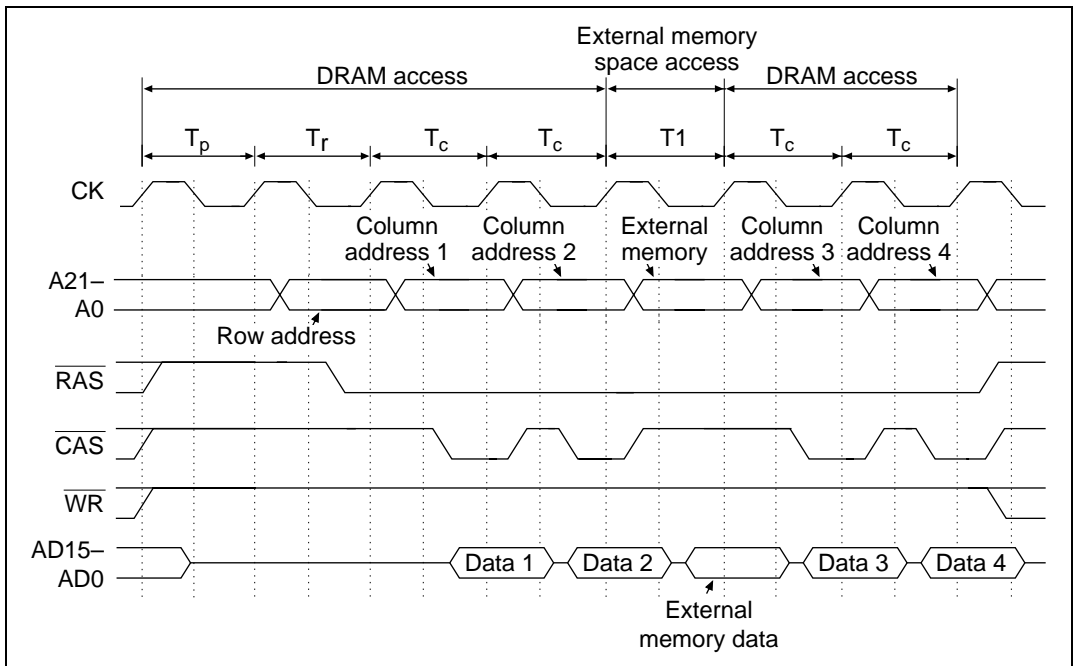 External memory
space access
DRAM access
DRAM access
Tp
Tr
Tc
Tc
T1
Tc
Tc
CK
Column
address 1
Column
address 2
External
memory
Column
address 3
Column
address 4
A21–
A0
Row address
RAS
CAS
WR
AD15–
AD0
Data 1
Data 2
Data 3
Data 4
External
memory data